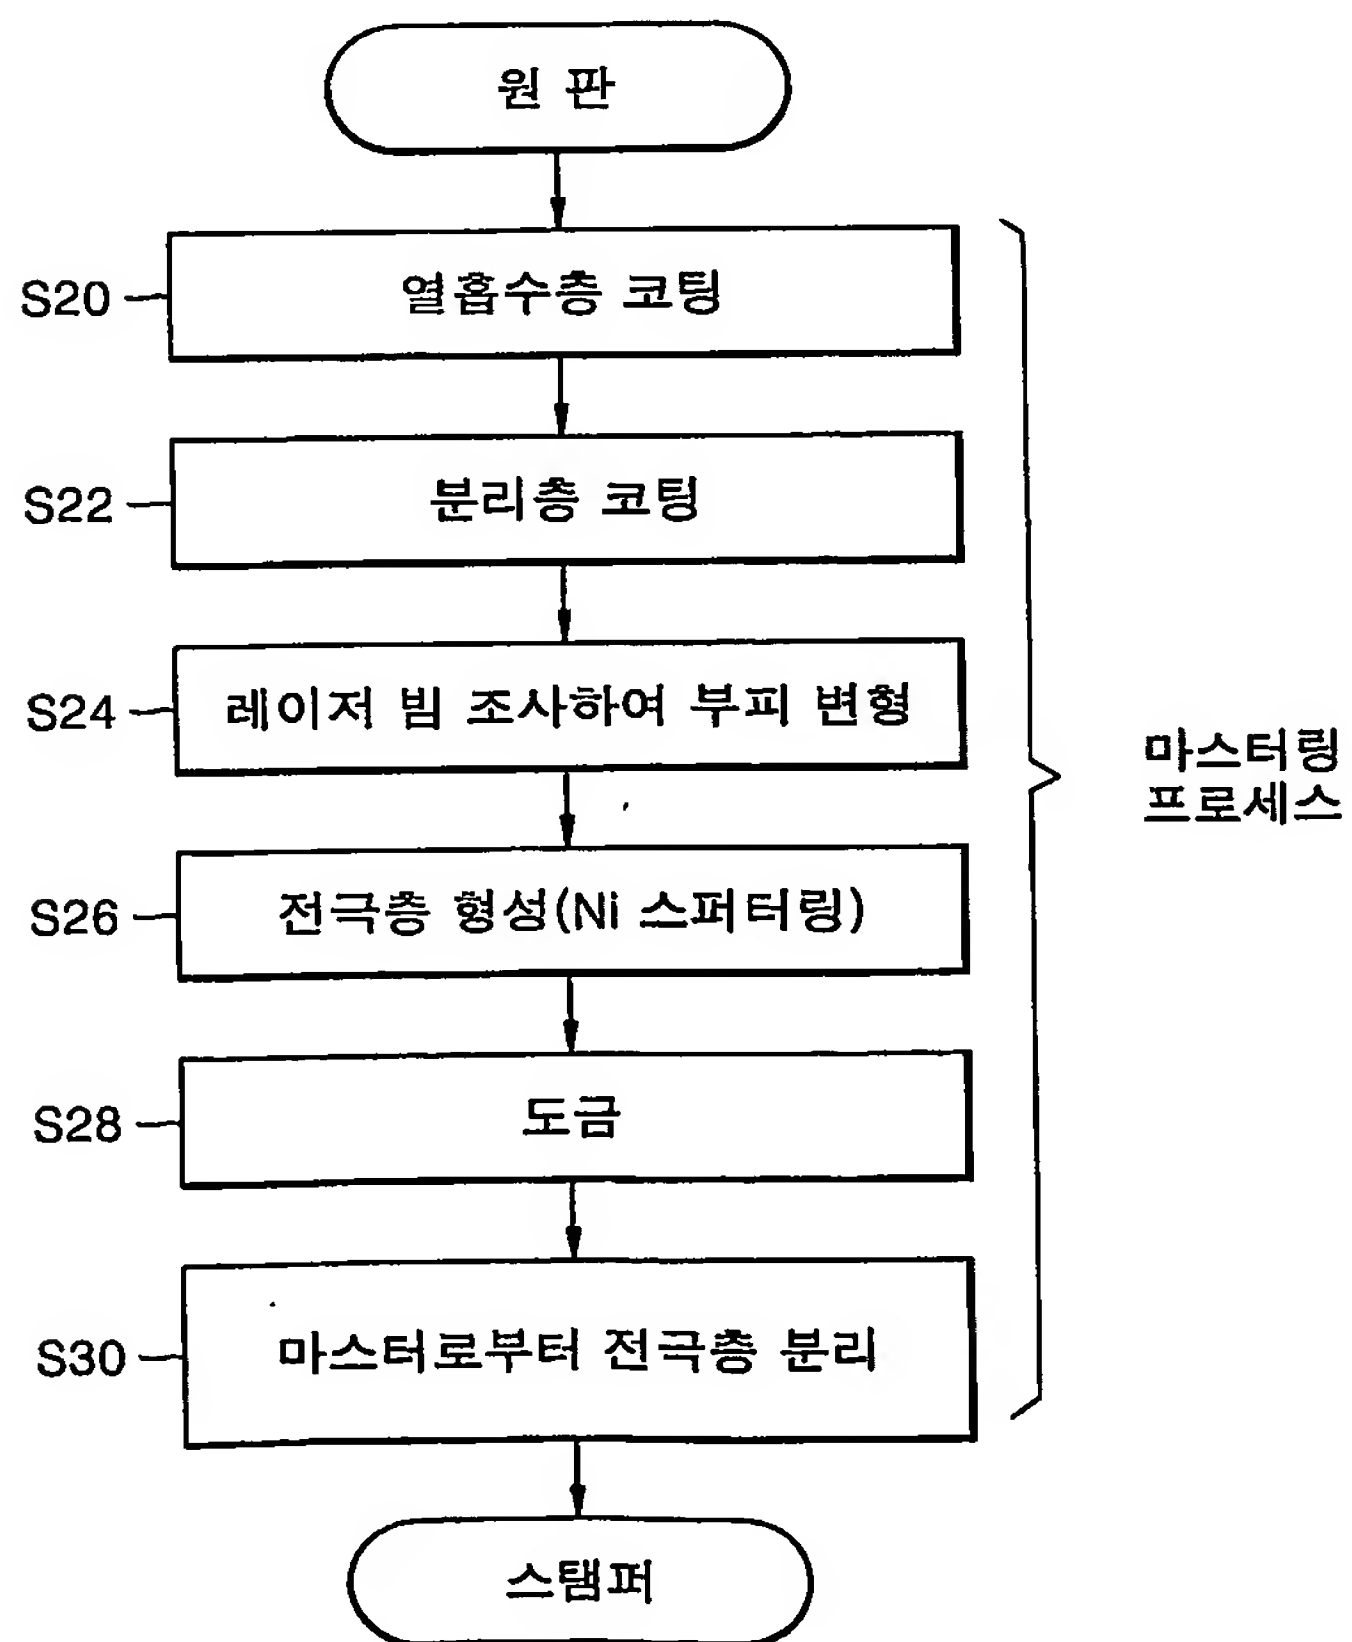 원 판
S20
열흡수층 코팅
S22
분리층 코팅
S24
레이저 빔 조사하여 부피 변형
S26
전극층 형성(Ni 스퍼터링)
S28
도금
S30
마스터로부터 전극층 분리
스탬퍼
마스터링
프로세스